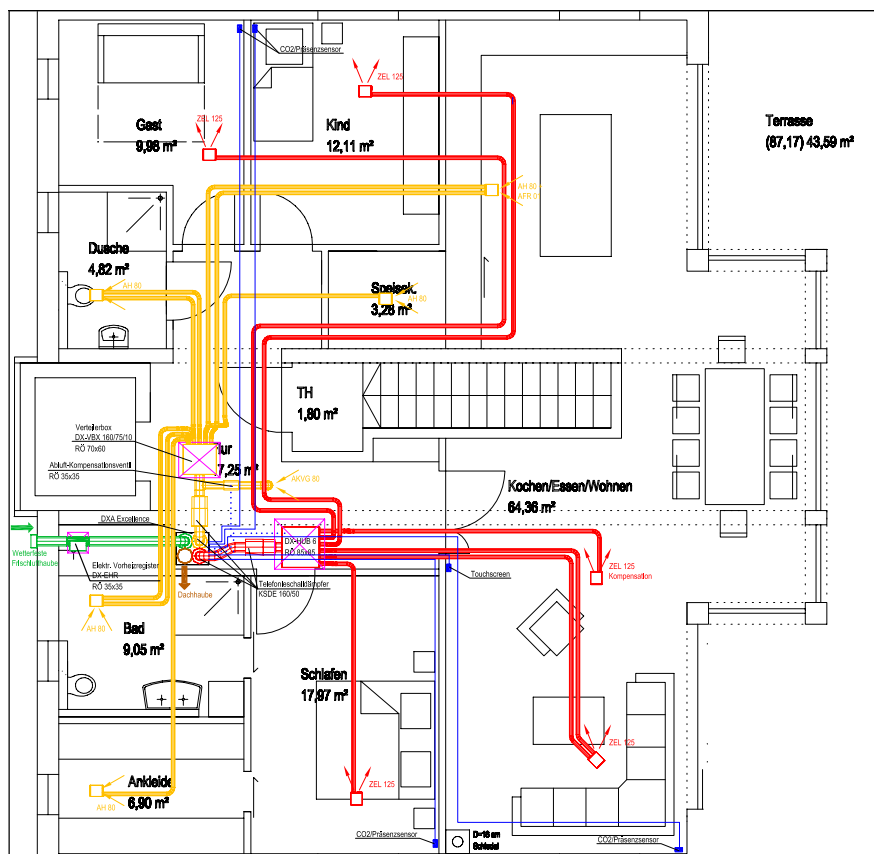 CO2/Präsenzsensor
ZEL 125
ZEL 125
Gast
9,98 m²
Kind
12,11 m²
Terrasse
(87,17) 43,59 m²
AH 80
Dusche
4,82 m²
AH 80
3,28 m²
AH 80
TH
1,80 m²
Verteilerbox
DX-VBX 160/75/10
RÖ 70x60
7,25 m²
Abluft-Kompensationsventil
RÖ 35x35
AKVG 80
Kochen/Essen/Wohnen
64,36 m²
DXA Excellence
DX-HUB 6
Wetterfeste
Frischlufthaube
Elektr. Vorheizregister
DX-EHR
RÖ 35x35
Telefonieschalldämpfer
KSDE 160/50
Dachhaube
Touchscreen
ZEL 125
Kompensation
AH 80
Bad
9,05 m²
Schlafen
17,97 m²
ZEL 125
Ankleide
6,90 m²
AH 80
ZEL 125
CO2/Präsenzsensor
D=16 cm
Schiedel
CO2/Präsenzsensor